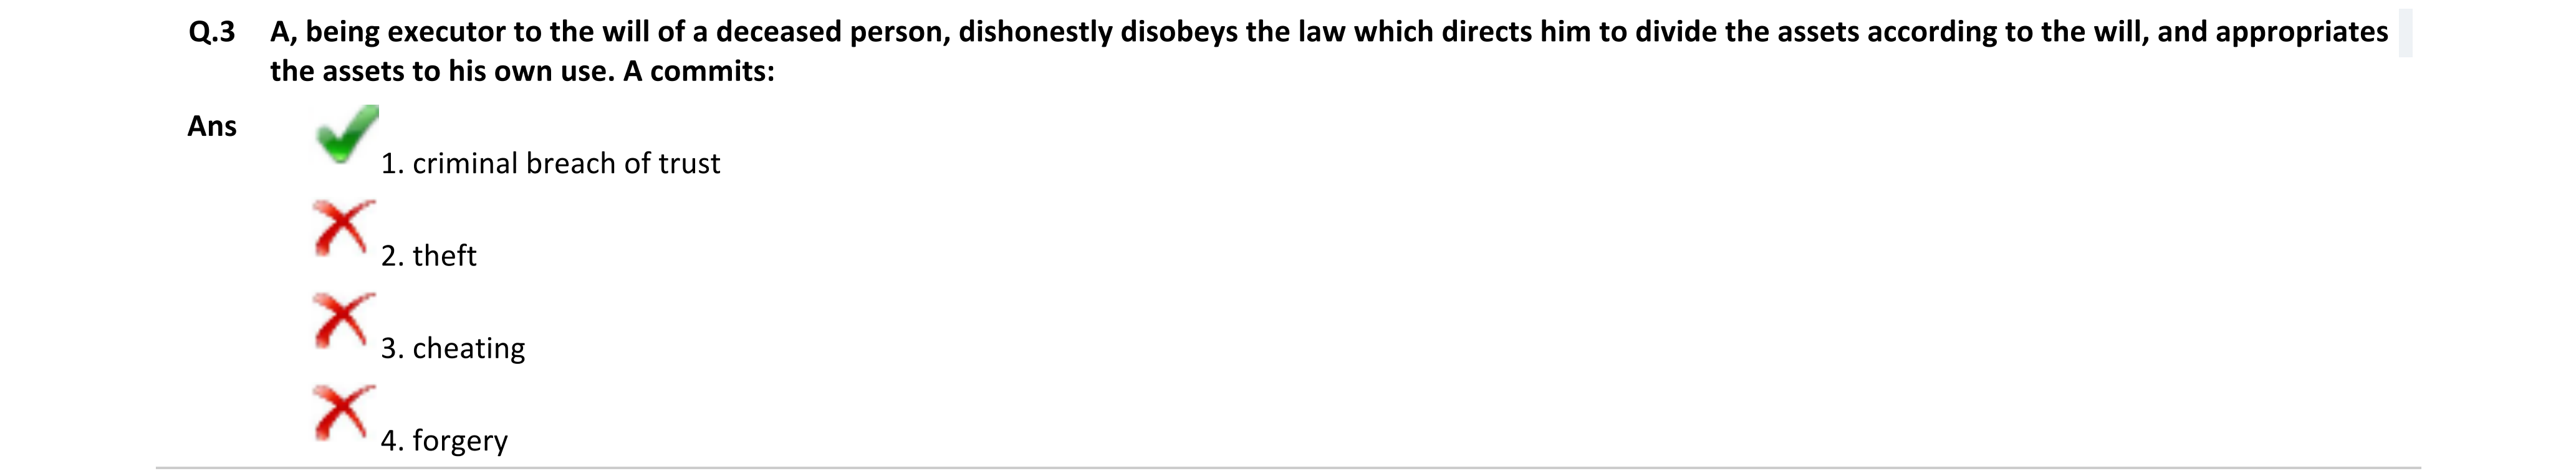 Q.3 A, being executor to the will of a deceased person, dishonestly disobeys the law which directs him to divide the assets according to the will, and appropriates
the assets to his own use. A commits:
Ans
1. criminal breach of trust
2. theft
3. cheating
4. forgery